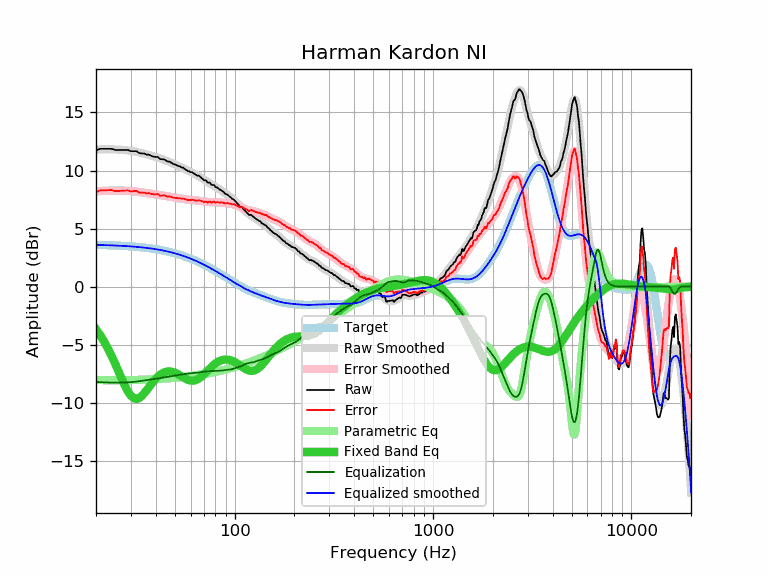 Harman Kardon NI
Amplitude (dBr)
15
10
5
0
−5
−10
−15
Target
Raw Smoothed
Error Smoothed
Raw
Error
Parametric Eq
Fixed Band Eq
Equalization
Equalized smoothed
100
1000
10000
Frequency (Hz)